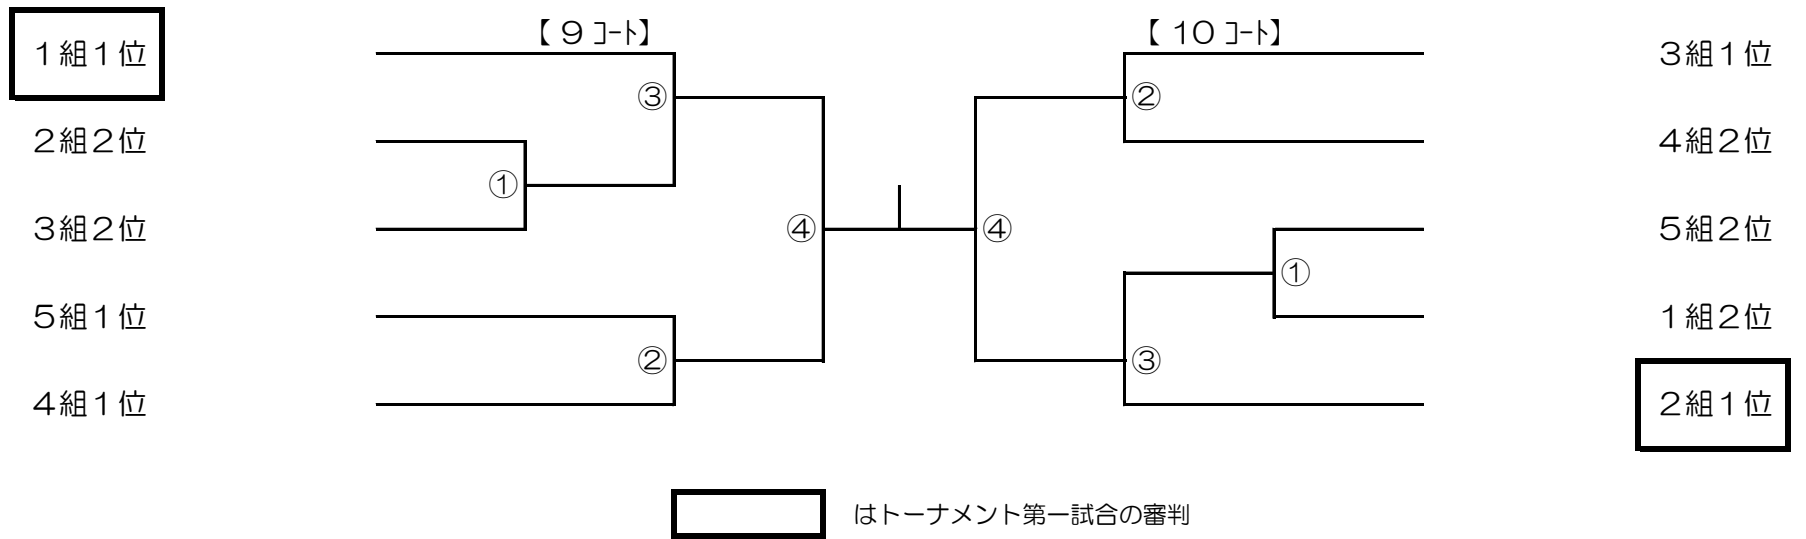 【 9 コート】
【 10 コート】
1組1位
2組2位
3組2位
5組1位
4組1位
③
①
④
②
②
④
①
③
3組1位
4組2位
5組2位
1組2位
2組1位
はトーナメント第一試合の審判